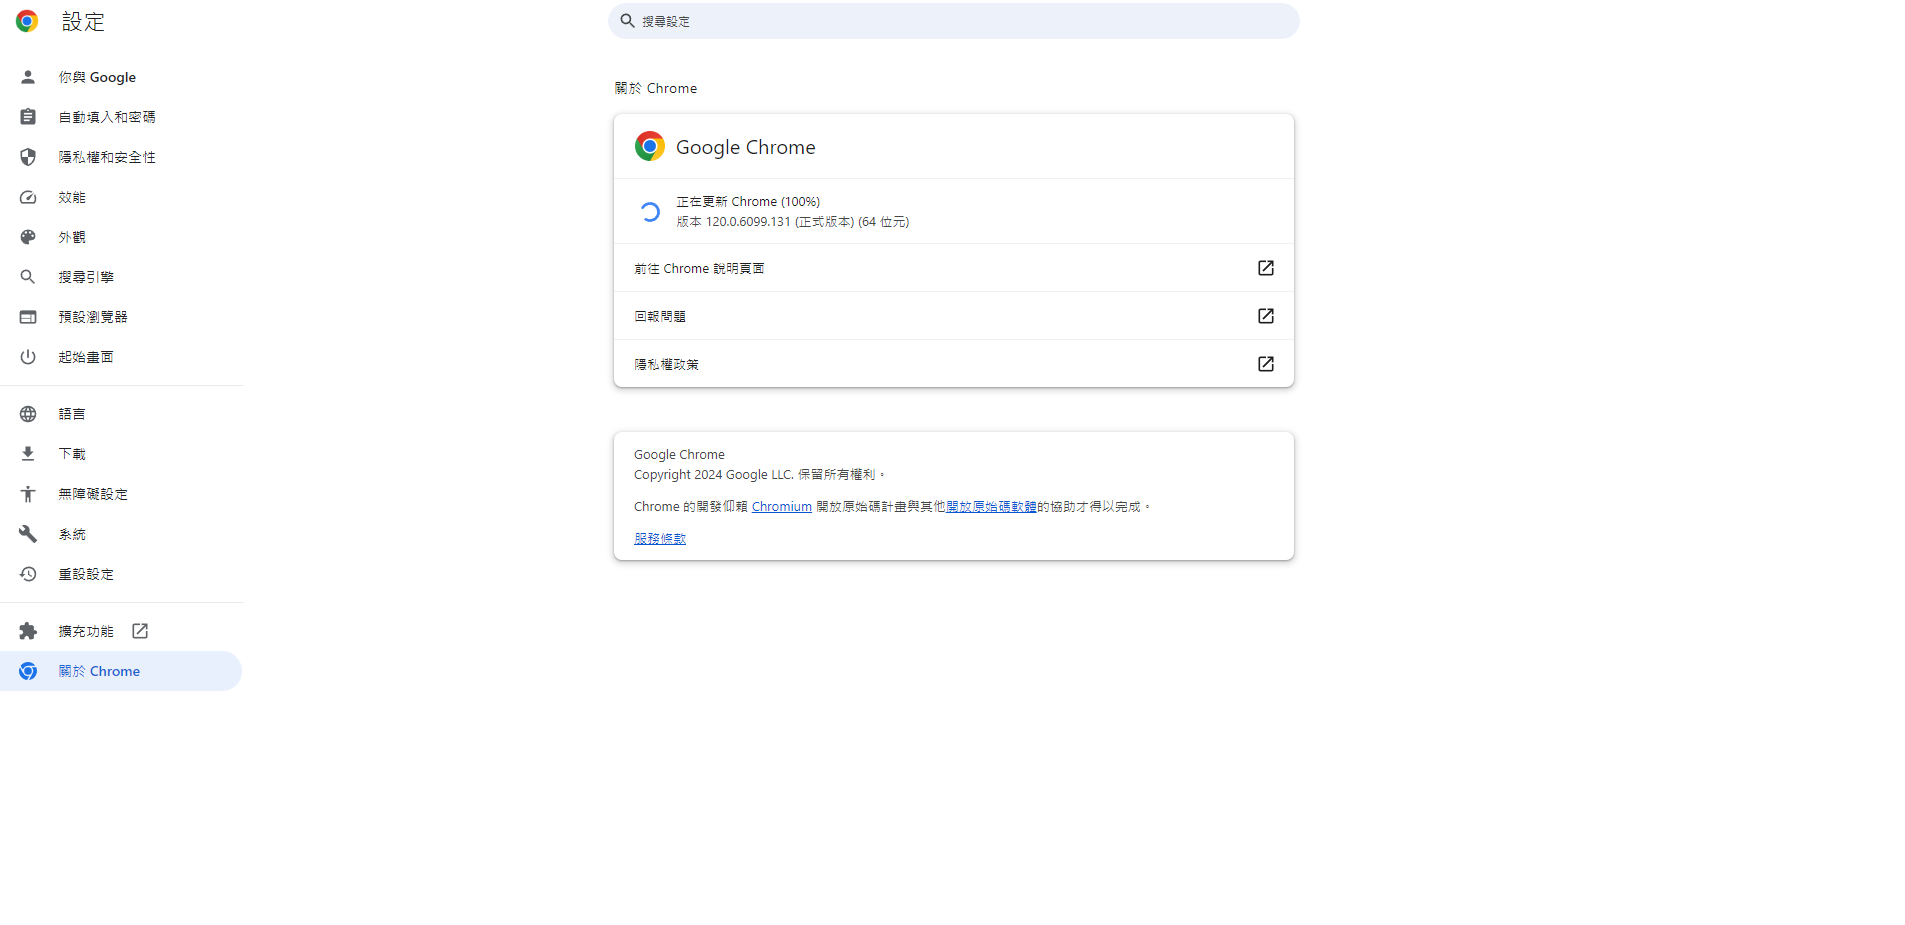 設定
搜尋設定
你與 Google
自動填入和密碼
隱私權和安全性
效能
外觀
搜尋引擎
預設瀏覽器
起始畫面
語言
下載
無障礙設定
系統
重設設定
擴充功能
關於 Chrome
關於 Chrome
Google Chrome
正在更新 Chrome (100%)
版本 120.0.6099.131 (正式版本) (64 位元)
前往 Chrome 說明頁面
回報問題
隱私權政策
Google Chrome
Copyright 2024 Google LLC. 保留所有權利。
Chrome 的開發仰賴 Chromium 開放原始碼計畫與其他開放原始碼軟體的協助才得以完成。
服務條款